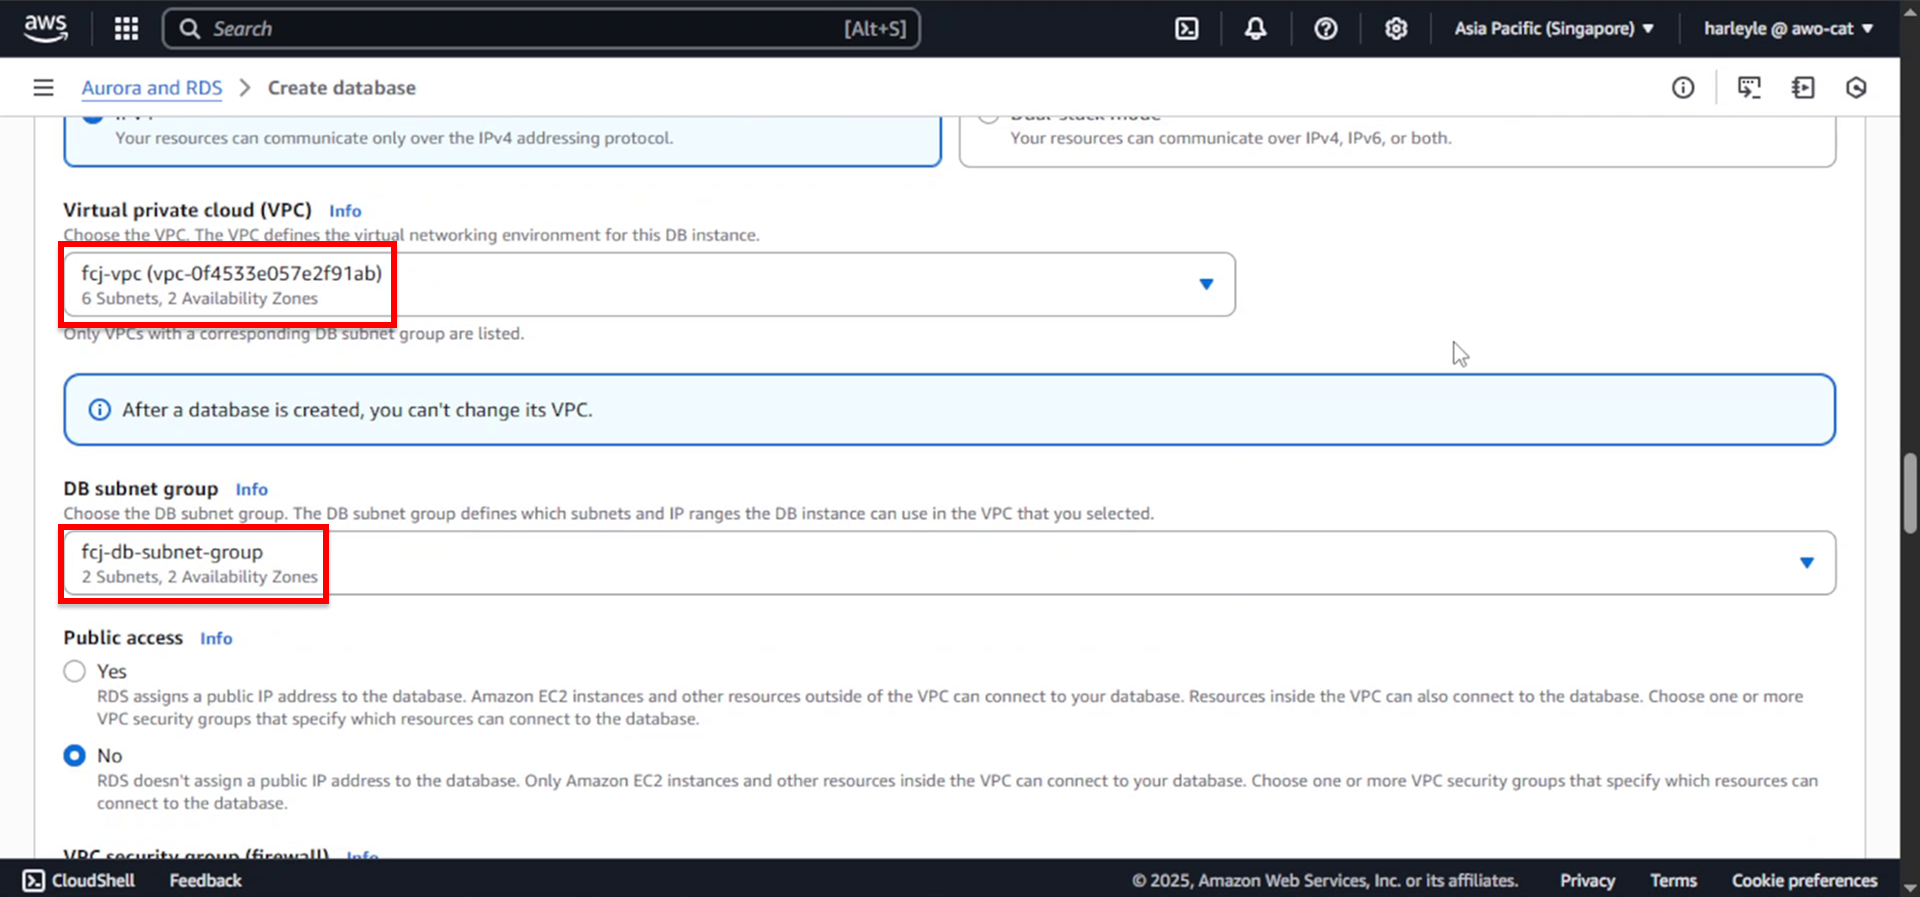 aws
Search
[Alt+S]
Asia Pacific (Singapore)
harleyle @ awo-cat
Aurora and RDS
Create database
Your resources can communicate only over the IPv4 addressing protocol.
Dual-stack mode
Your resources can communicate over IPv4, IPv6, or both.
Virtual private cloud (VPC) Info
Choose the VPC. The VPC defines the virtual networking environment for this DB instance.
fcj-vpc (vpc-0f4533e057e2f91ab)
6 Subnets, 2 Availability Zones
Only VPCs with a corresponding DB subnet group are listed.
After a database is created, you can't change its VPC.
DB subnet group Info
Choose the DB subnet group. The DB subnet group defines which subnets and IP ranges the DB instance can use in the VPC that you selected.
fcj-db-subnet-group
2 Subnets, 2 Availability Zones
Public access Info
Yes
RDS assigns a public IP address to the database. Amazon EC2 instances and other resources outside of the VPC can connect to your database. Resources inside the VPC can also connect to the database. Choose one or more
VPC security groups that specify which resources can connect to the database.
No
RDS doesn't assign a public IP address to the database. Only Amazon EC2 instances and other resources inside the VPC can connect to your database. Choose one or more VPC security groups that specify which resources can
connect to the database.
VPC security group (firewall) Info
CloudShell
Feedback
© 2025, Amazon Web Services, Inc. or its affiliates.
Privacy
Terms
Cookie preferences